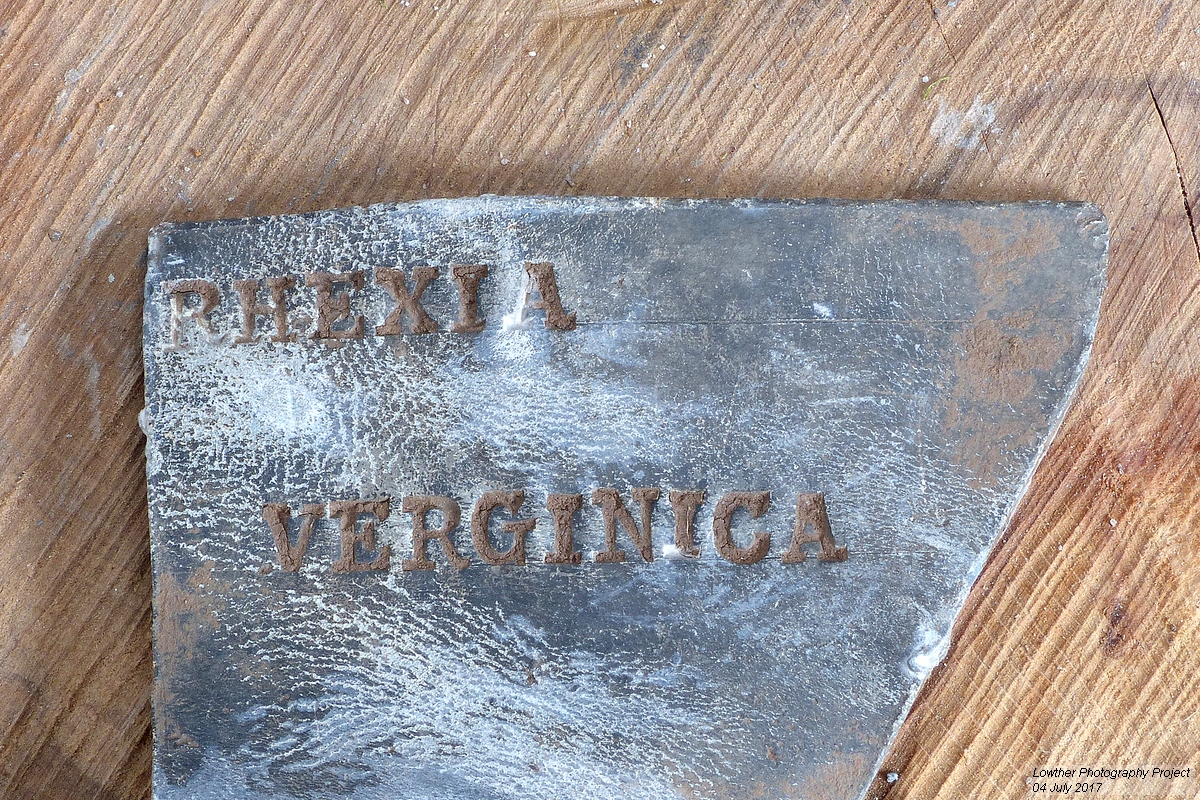 RHEXIA
VERGINICA
Lowther Photography Project
04 July 2017